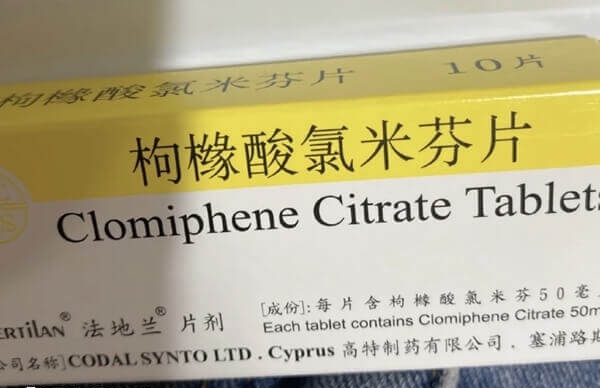 枸橼酸氯米芬片 10片
枸橼酸氯米芬片
Clomiphene Citrate Tablets
ERTILAN® 法地兰® 片剂
[成份]:每片含枸橼酸氯米芬50毫
Each tablet contains Clomiphene Citrate 50m
公司名称]CODAL SYNTO LTD . Cyprus 高特制药有限公司 . 塞浦路斯